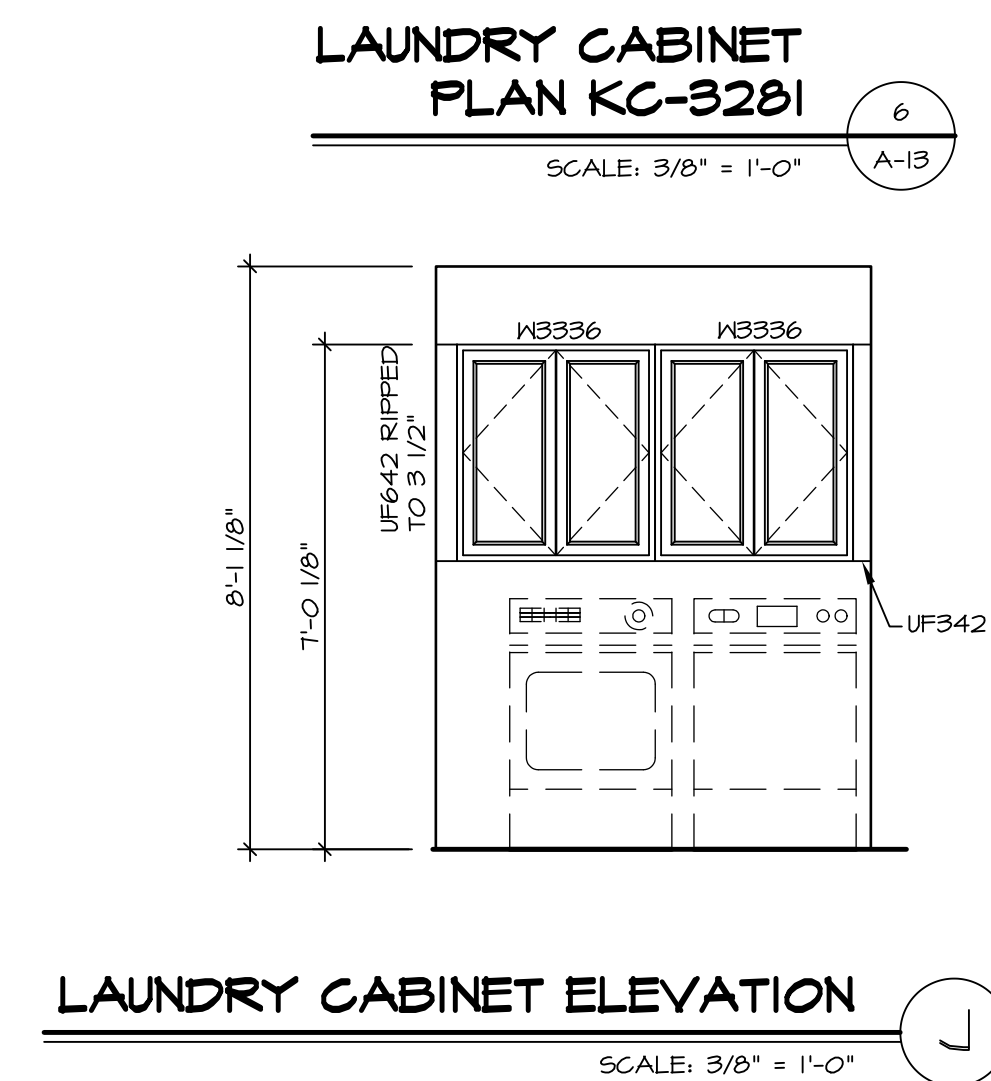 LAUNDRY CABINET
PLAN KC-3281
6
A-13
SCALE: 3/8" = 1'-0"
W3336 W3336
UF642 RIPPED
TO 3 1/2"
8'-1 1/8"
7'-0 1/8"
UF342
LAUNDRY CABINET ELEVATION
SCALE: 3/8" = 1'-0"